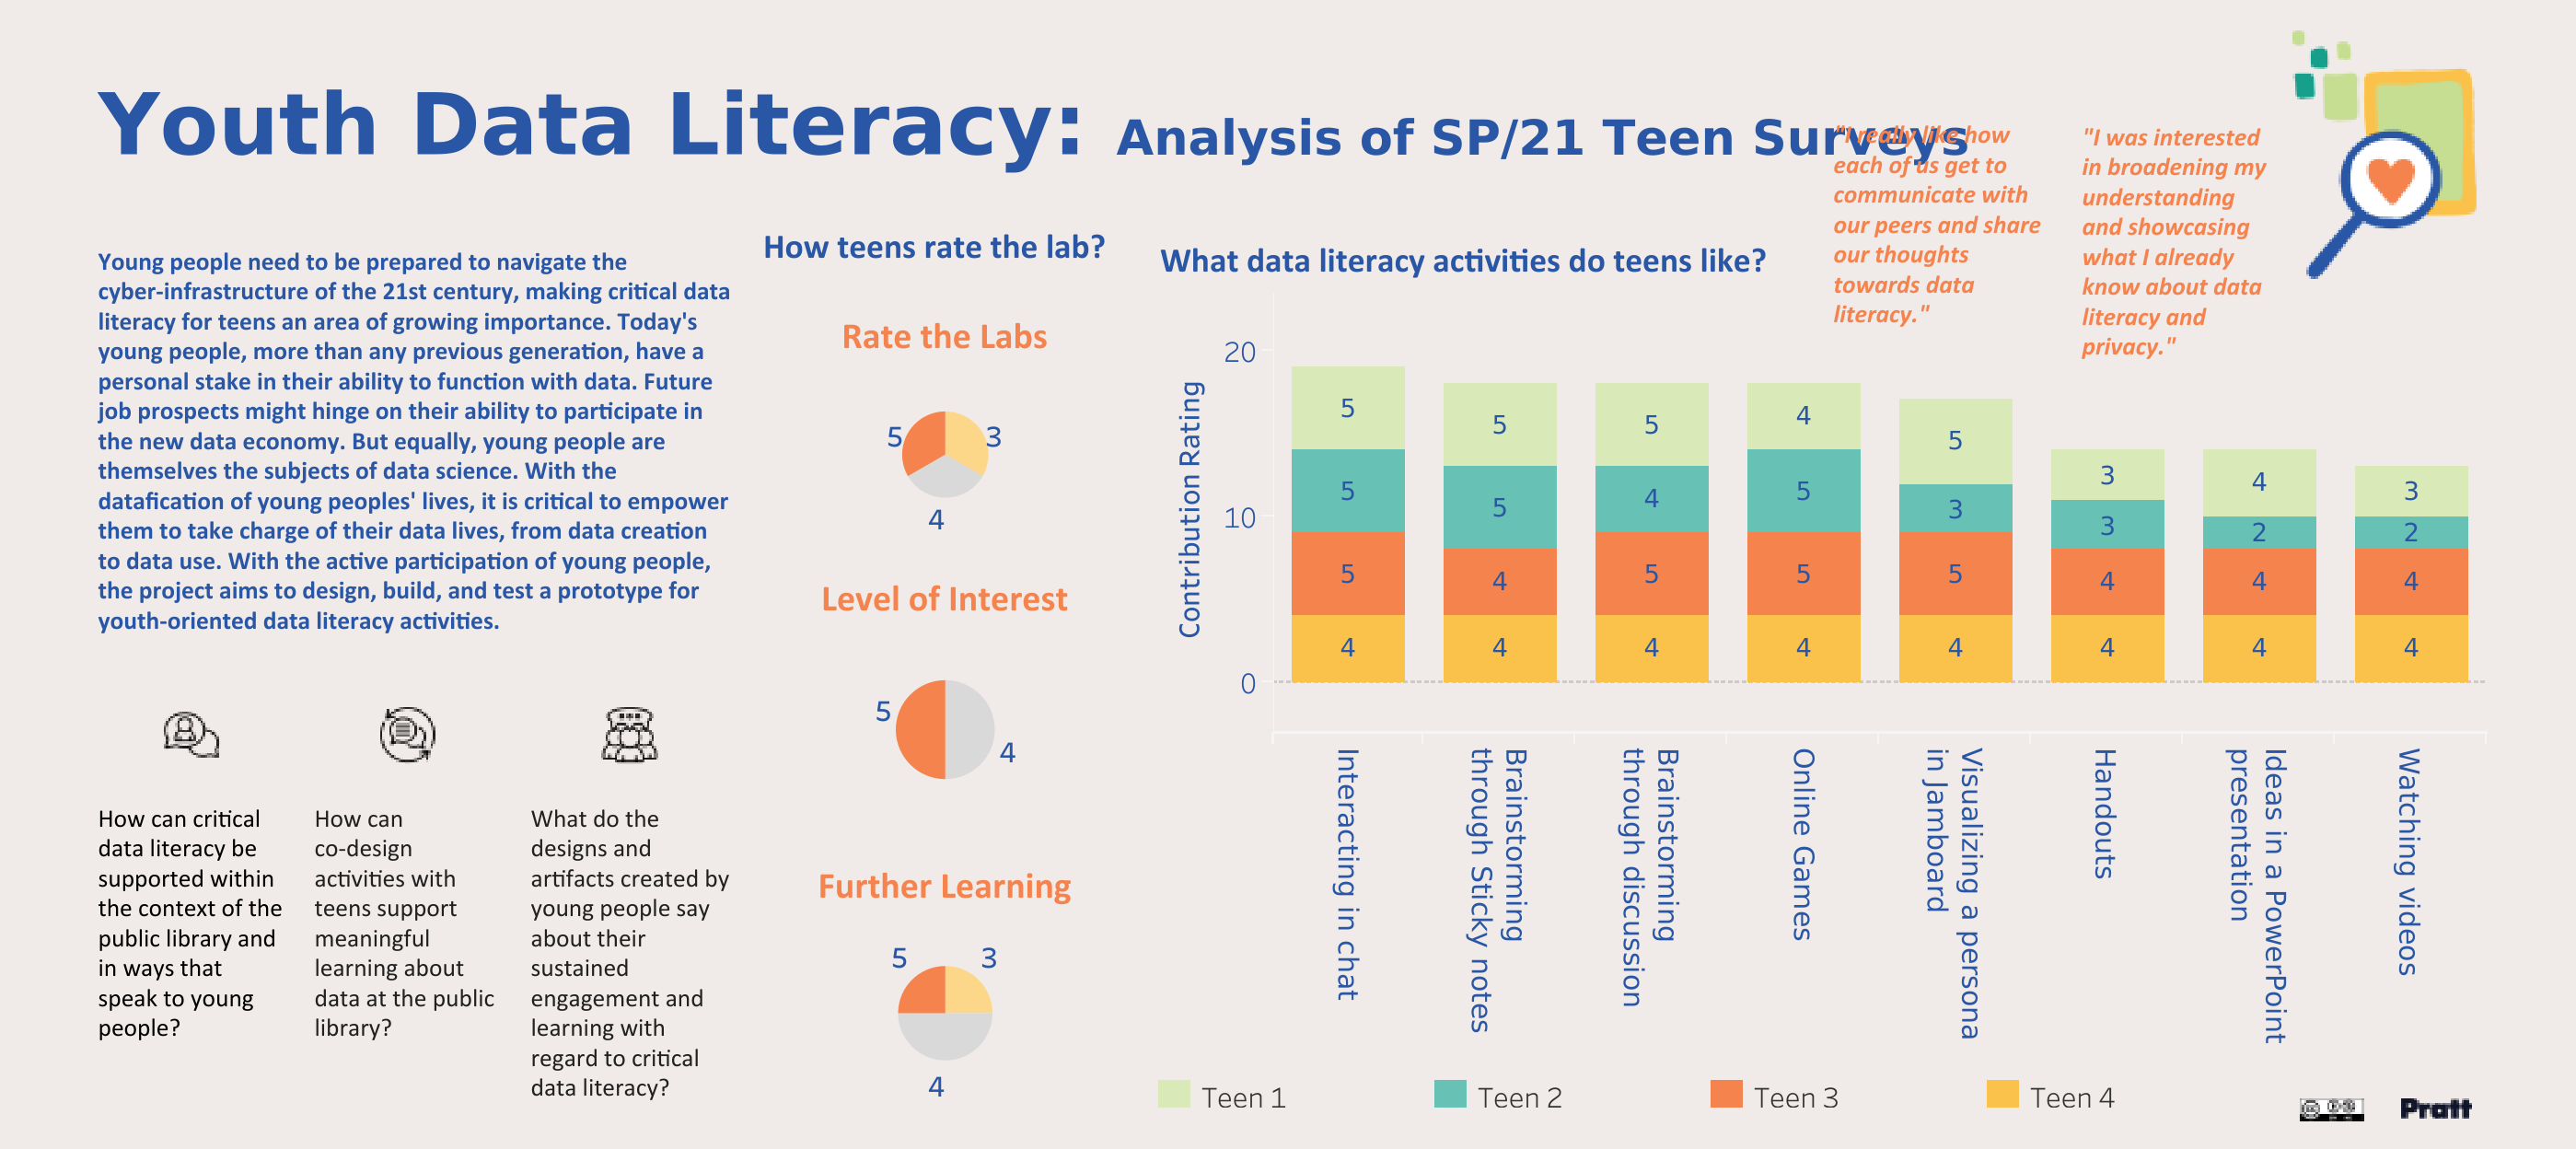 Youth Data Literacy: Analysis of SP/21 Teen Surveys
"I really like how
each of us get to
communicate with
our peers and share
our thoughts
towards data
literacy."
"I was interested
in broadening my
understanding
and showcasing
what I already
know about data
literacy and
privacy."
Young people need to be prepared to navigate the
cyber-infrastructure of the 21st century, making critical data
literacy for teens an area of growing importance. Today's
young people, more than any previous generation, have a
personal stake in their ability to function with data. Future
job prospects might hinge on their ability to participate in
the new data economy. But equally, young people are
themselves the subjects of data science. With the
datafication of young peoples' lives, it is critical to empower
them to take charge of their data lives, from data creation
to data use. With the active participation of young people,
the project aims to design, build, and test a prototype for
youth-oriented data literacy activities.
How can critical
data literacy be
supported within
the context of the
public library and
in ways that
speak to young
people?
How can
co-design
activities with
teens support
meaningful
learning about
data at the public
library?
What do the
designs and
artifacts created by
young people say
about their
sustained
engagement and
learning with
regard to critical
data literacy?
How teens rate the lab?
Rate the Labs
5
3
4
Level of Interest
5
4
Further Learning
5
3
4
What data literacy activities do teens like?
Contribution Rating
20
10
0
5
5
5
4
5
5
4
4
5
4
5
4
4
5
5
4
5
3
5
4
3
3
4
4
4
2
4
4
3
2
4
4
Interacting in chat
Brainstorming
through Sticky notes
Brainstorming
through discussion
Online Games
Visualizing a persona
in Jamboard
Handouts
Ideas in a PowerPoint
presentation
Watching videos
Teen 1
Teen 2
Teen 3
Teen 4
Pratt